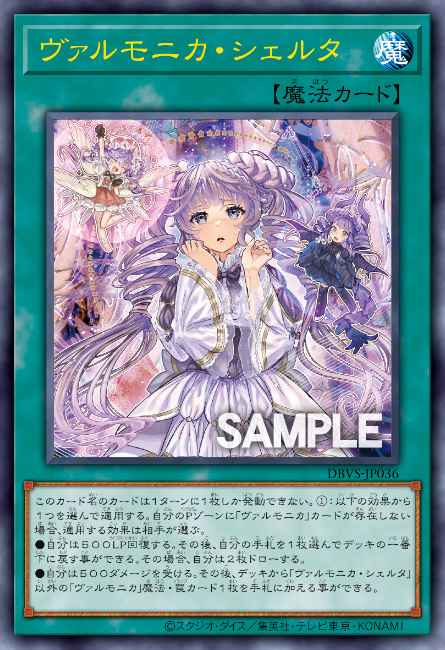 ヴァルモニカ・シェルタ
魔
【魔法カード】
SAMPLE
DBVS-JP036
このカード名のカードは1ターンに1枚しか発動できない。①：以下の効果から
1つを選んで適用する。自分のPゾーンに「ヴァルモニカ」カードが存在しない
場合、適用する効果は相手が選ぶ。
●自分は500LP回復する。その後、自分の手札を1枚選んでデッキの一番
下に戻す事ができる。その場合、自分は2枚ドローする。
●自分は500ダメージを受ける。その後、デッキから「ヴァルモニカ・シェルタ」
以外の「ヴァルモニカ」魔法・罠カード1枚を手札に加える事ができる。
©スタジオ・ダイス／集英社・テレビ東京・KONAMI